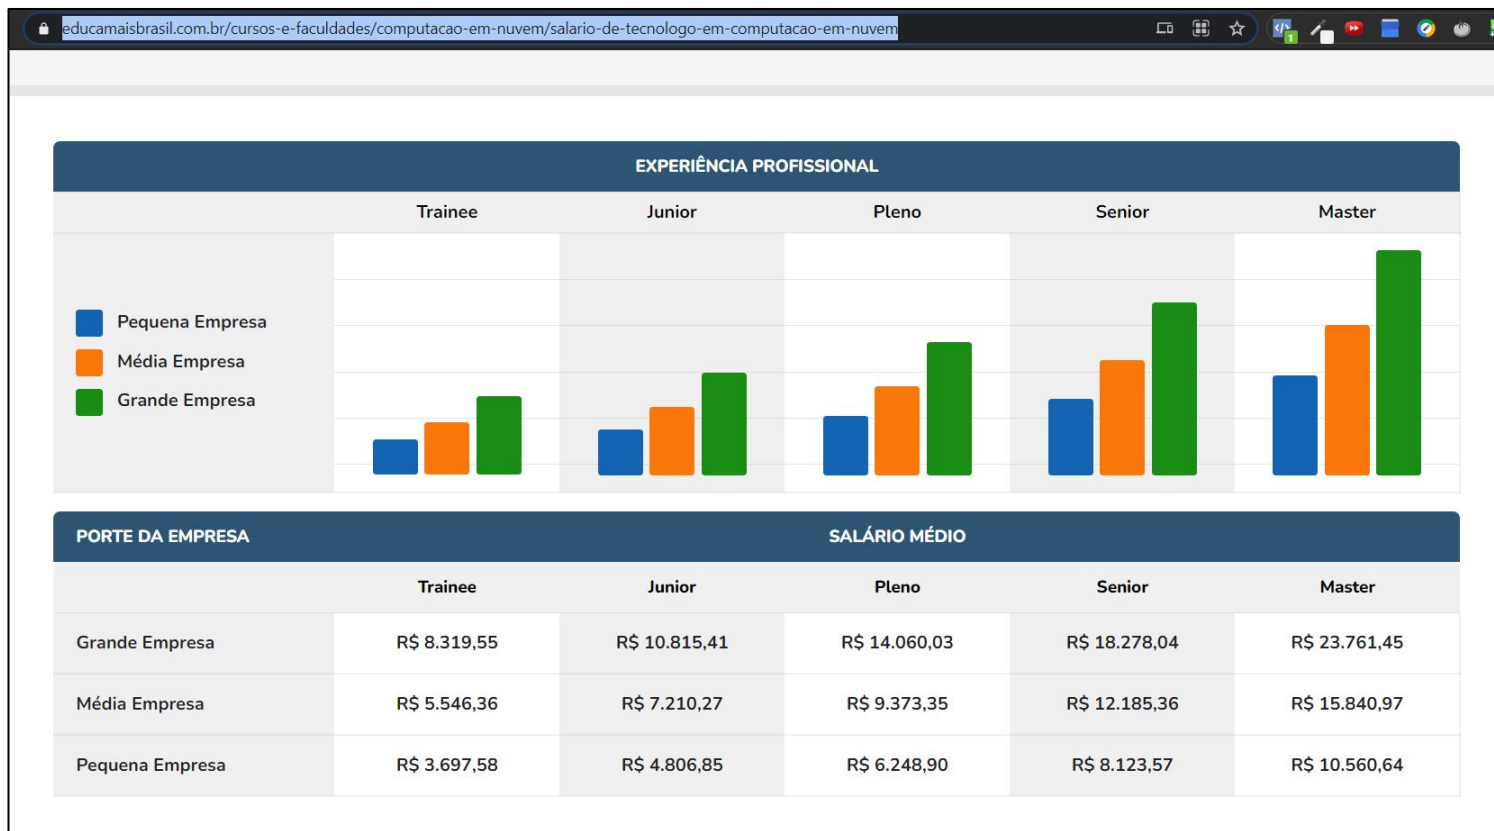 educamaisbrasil.com.br/cursos-e-faculdades/computacao-em-nuvem/salario-de-tecnologo-em-computacao-em-nuvem
1
EXPERIÊNCIA PROFISSIONAL
Trainee Junior Pleno Senior Master
Pequena Empresa
Média Empresa
Grande Empresa
PORTE DA EMPRESA SALÁRIO MÉDIO
Trainee Junior Pleno Senior Master
Grande Empresa R$ 8.319,55 R$ 10.815,41 R$ 14.060,03 R$ 18.278,04 R$ 23.761,45
Média Empresa R$ 5.546,36 R$ 7.210,27 R$ 9.373,35 R$ 12.185,36 R$ 15.840,97
Pequena Empresa R$ 3.697,58 R$ 4.806,85 R$ 6.248,90 R$ 8.123,57 R$ 10.560,64